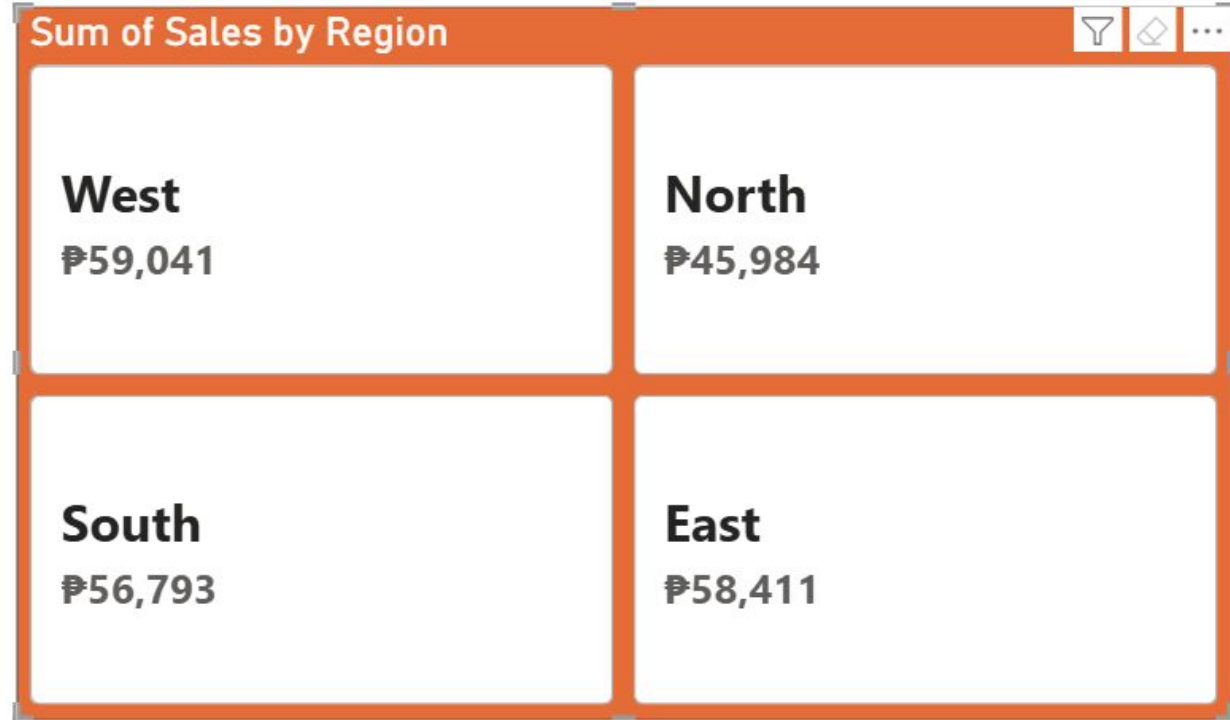 Sum of Sales by Region
West
₱59,041
North
₱45,984
South
₱56,793
East
₱58,411